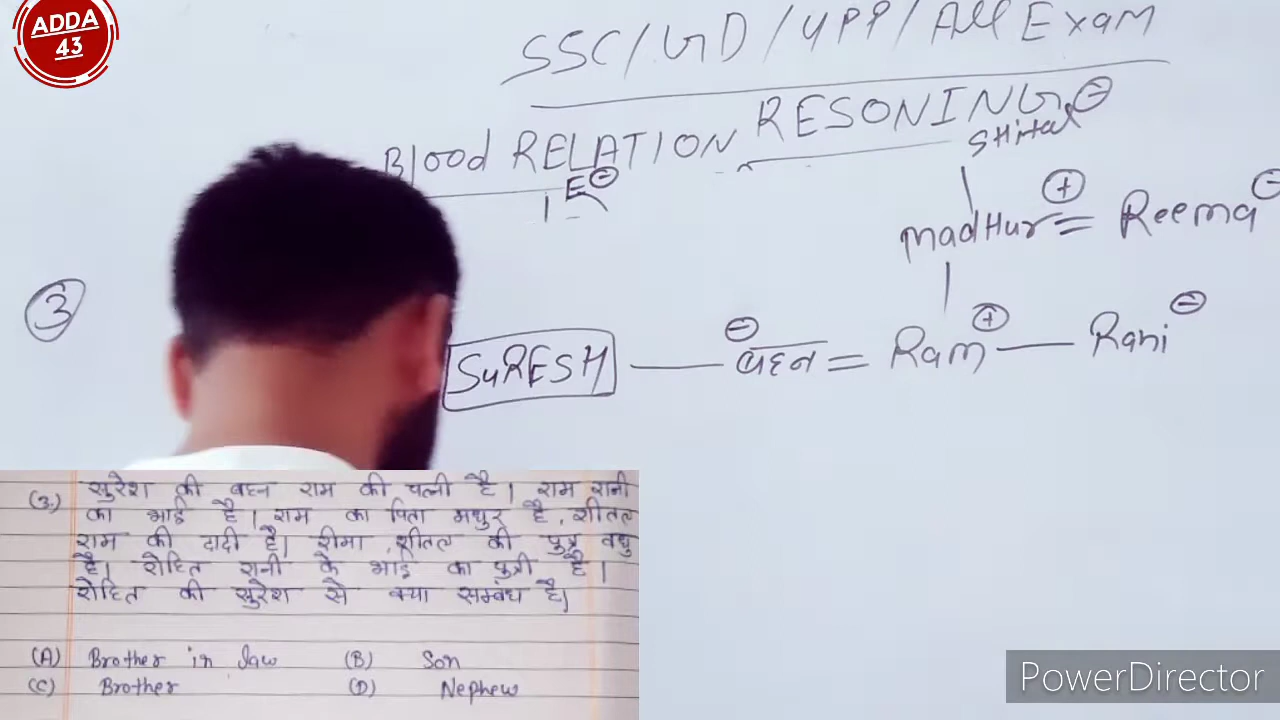 ADDA
43
SSC/GD/UPP/All Exam
Blood RELATION RESONING
madHur = Reema
③
SuRESH — बहन = Ram — Rani
(3.) सुरेश की बहन राम की पत्नी है। राम रानी
का भाई है। राम का पिता मधुर है, शीतल
राम की दादी है। रीमा, शीतल की पुत्र वधु
है। रोहित रानी के भाई का पुत्री है।
रोहित की सुरेश से क्या सम्बंध है।
(A) Brother in law (B) Son
(C) Brother (D) Nephew
PowerDirector